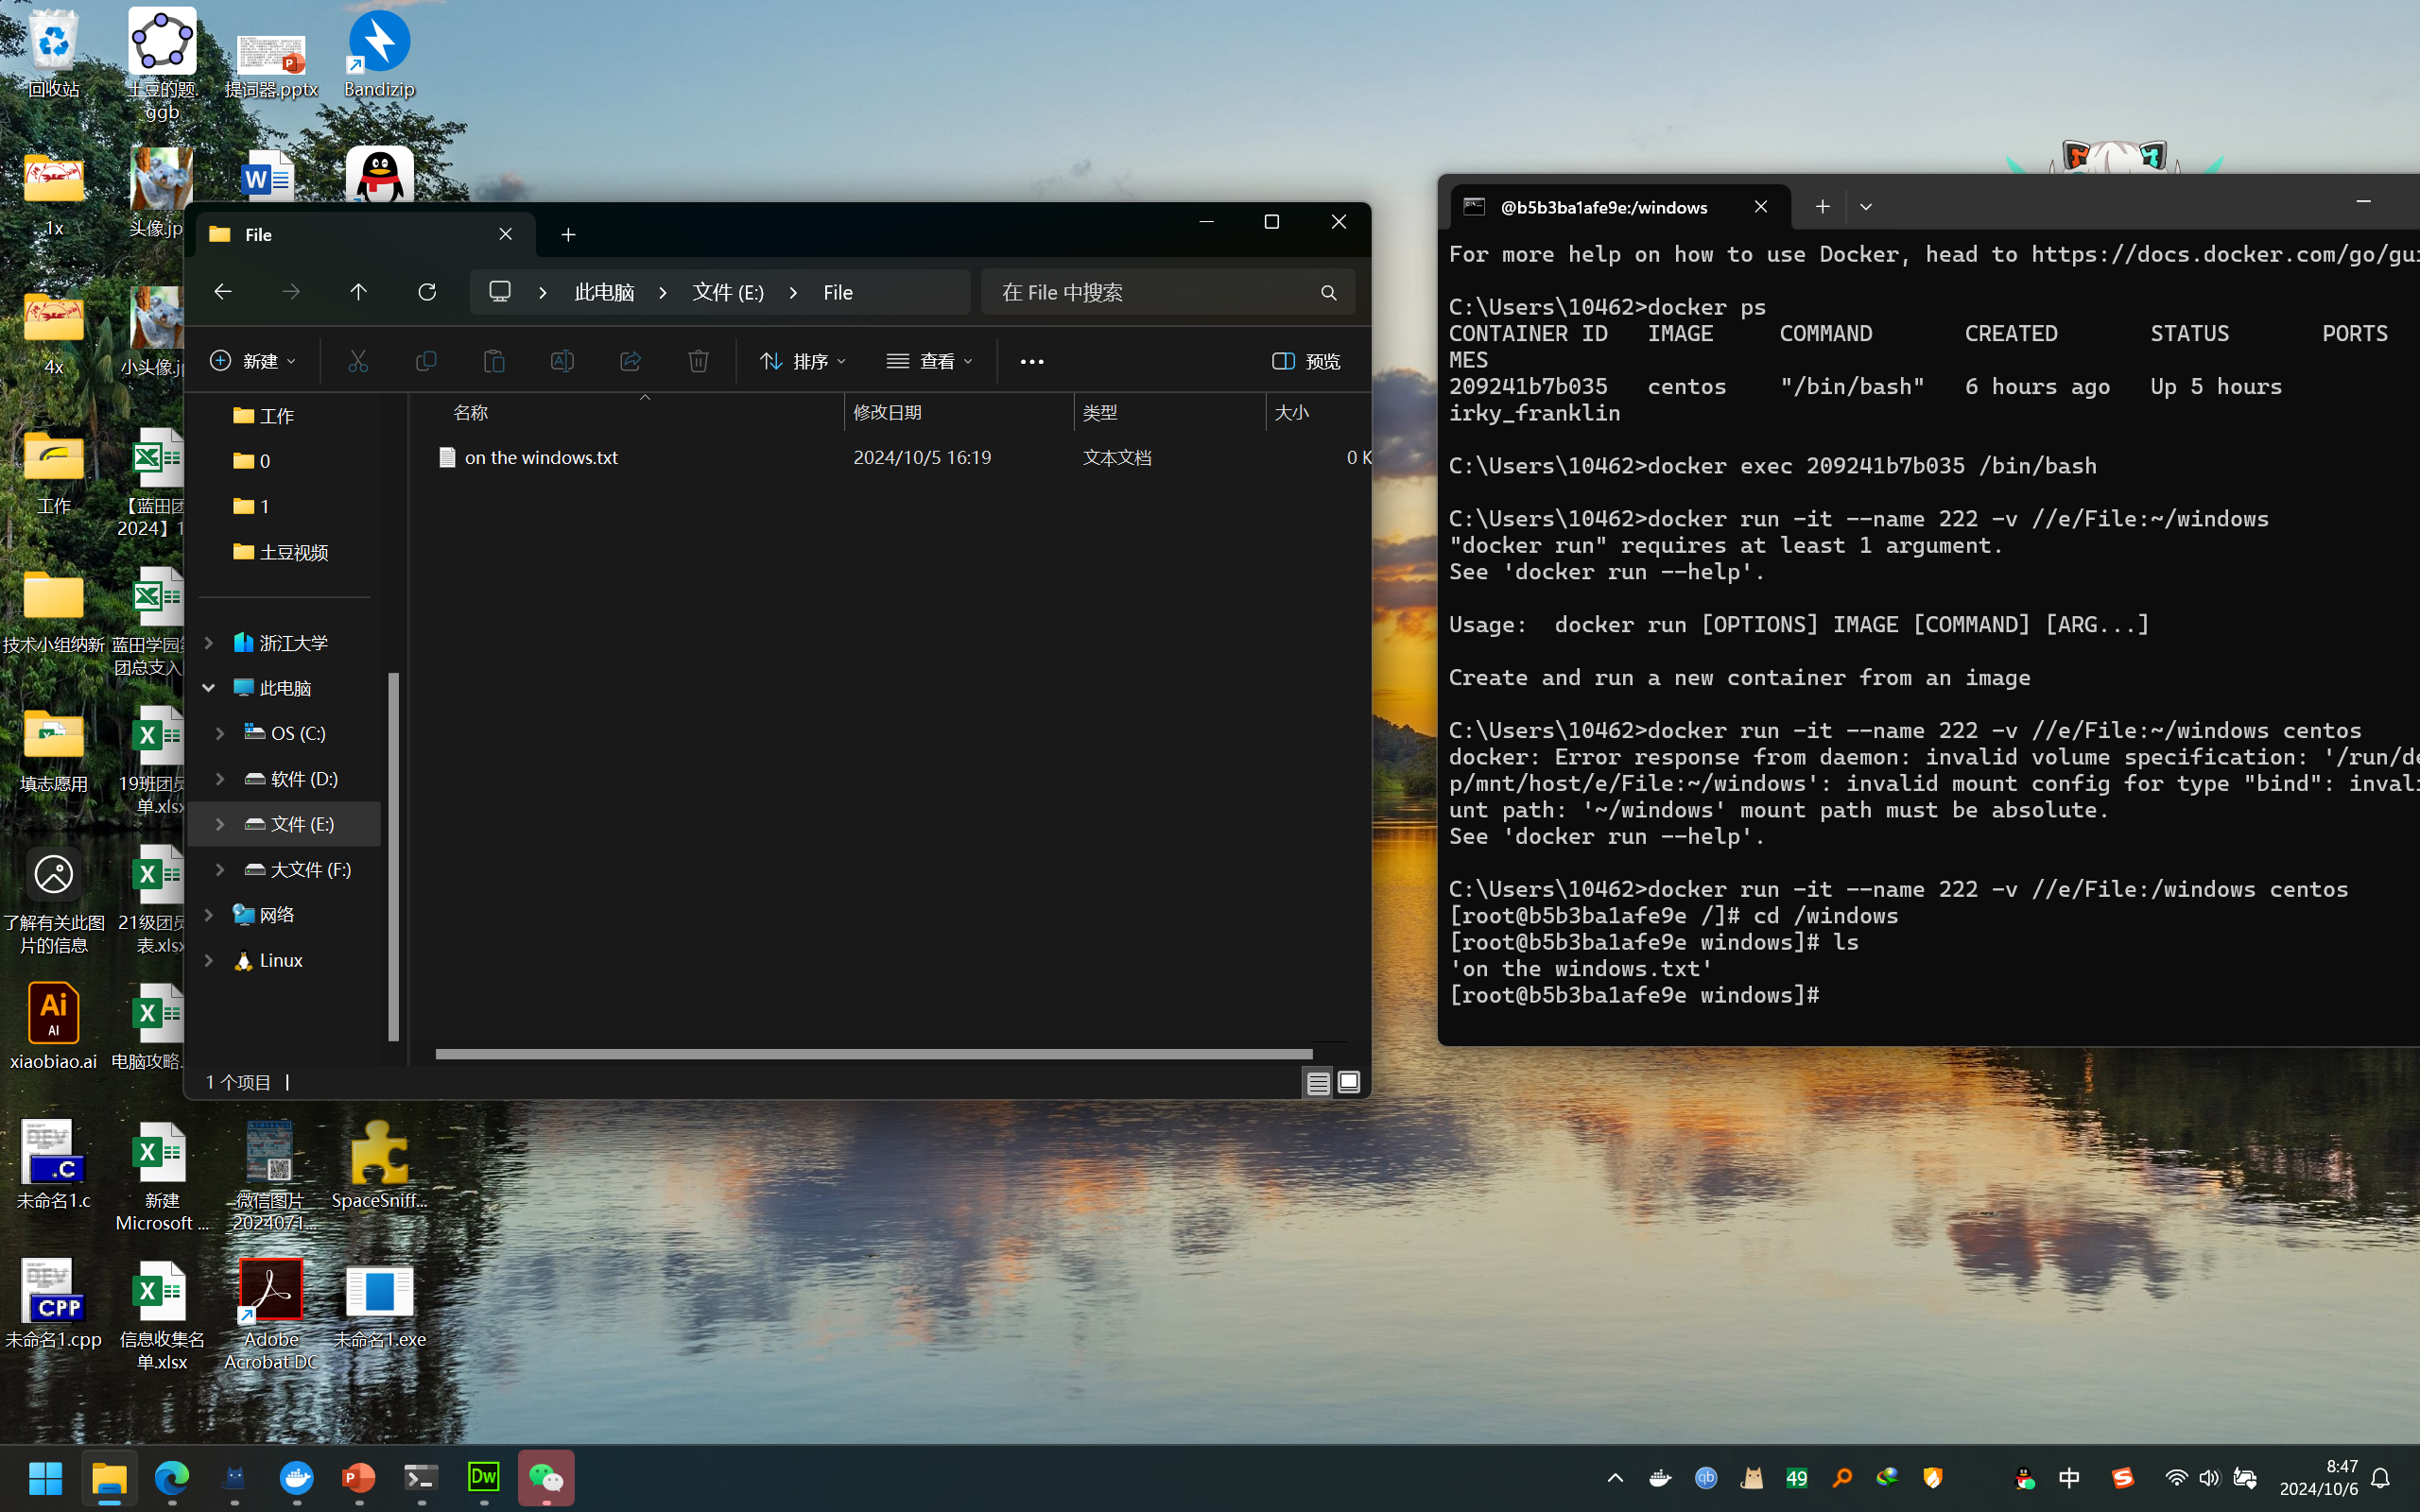 回收站
土豆的题.
ggb
提词器.pptx
Bandizip
1x
头像.jp
4x
小头像.jp
工作
【蓝田团
2024】1
技术小组纳新
蓝田学园
团总支入
填志愿用
19班团员
单.xlsx
了解有关此图
片的信息
21级团员
表.xlsx
xiaobiao.ai
电脑攻略.
未命名1.c
新建
Microsoft ...
微信图片_
2024071...
SpaceSniff...
未命名1.cpp
信息收集名
单.xlsx
Adobe
Acrobat DC
未命名1.exe
File
此电脑 > 文件 (E:) > File
在 File 中搜索
新建
排序
查看
预览
名称 修改日期 类型 大小
on the windows.txt 2024/10/5 16:19 文本文档 0 K
工作
0
1
土豆视频
浙江大学
此电脑
OS (C:)
软件 (D:)
文件 (E:)
大文件 (F:)
网络
Linux
1 个项目
@b5b3ba1afe9e:/windows
For more help on how to use Docker, head to https://docs.docker.com/go/gui
C:\Users\10462>docker ps
CONTAINER ID IMAGE COMMAND CREATED STATUS PORTS
MES
209241b7b035 centos "/bin/bash" 6 hours ago Up 5 hours
irky_franklin
C:\Users\10462>docker exec 209241b7b035 /bin/bash
C:\Users\10462>docker run -it --name 222 -v //e/File:~/windows
"docker run" requires at least 1 argument.
See 'docker run --help'.
Usage:  docker run [OPTIONS] IMAGE [COMMAND] [ARG...]
Create and run a new container from an image
C:\Users\10462>docker run -it --name 222 -v //e/File:~/windows centos
docker: Error response from daemon: invalid volume specification: '/run/de
p/mnt/host/e/File:~/windows': invalid mount config for type "bind": invali
unt path: '~/windows' mount path must be absolute.
See 'docker run --help'.
C:\Users\10462>docker run -it --name 222 -v //e/File:/windows centos
[root@b5b3ba1afe9e /]# cd /windows
[root@b5b3ba1afe9e windows]# ls
'on the windows.txt'
[root@b5b3ba1afe9e windows]#
49
中
8:47
2024/10/6